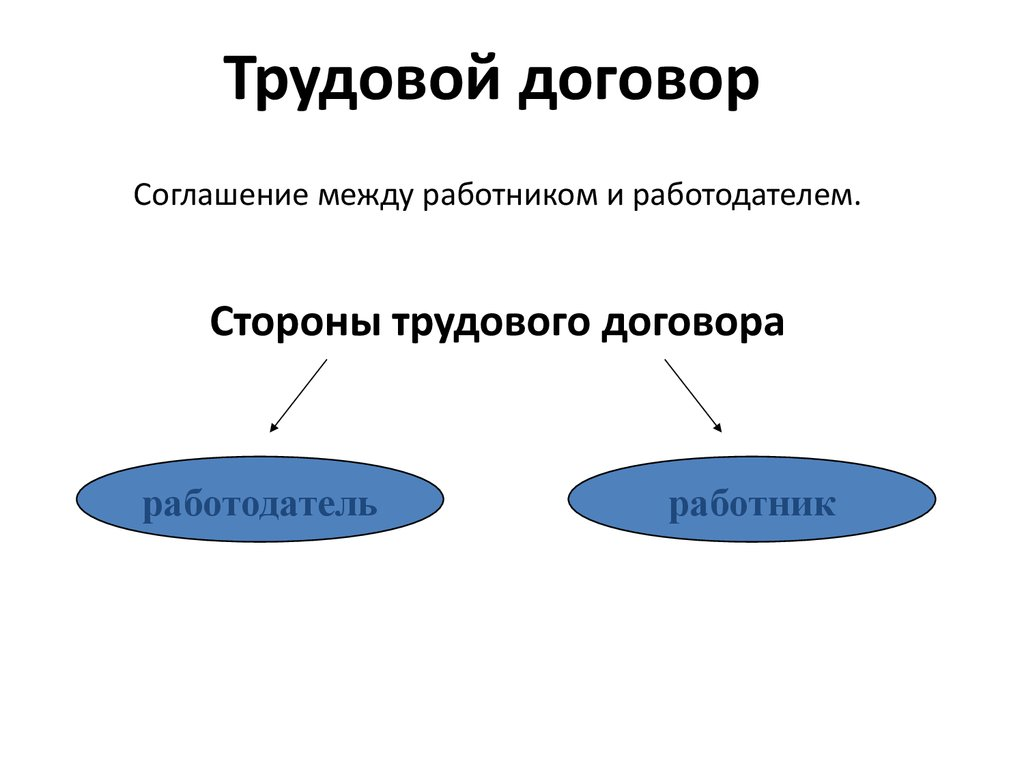 Трудовой договор
Соглашение между работником и работодателем.
Стороны трудового договора
работодатель
работник